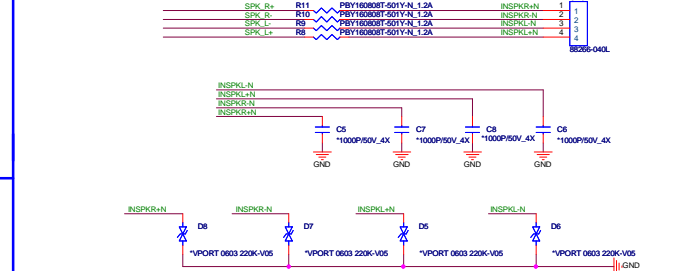 SPK_R+ R11 PBY160808T-501Y-N_1.2A INSPKR+N 1 1
SPK_R- R10 PBY160808T-501Y-N_1.2A INSPKR-N 2 2
SPK_L- R9 PBY160808T-501Y-N_1.2A INSPKL-N 3 3
SPK_L+ R8 PBY160808T-501Y-N_1.2A INSPKL+N 4 4
88266-040L
INSPKL-N
INSPKL+N
INSPKR-N
INSPKR+N
C5 C7 C8 C6
*1000P/50V_4X *1000P/50V_4X *1000P/50V_4X *1000P/50V_4X
GND GND GND GND
INSPKR+N INSPKR-N INSPKL+N INSPKL-N
D8 D7 D5 D6
*VPORT 0603 220K-V05 *VPORT 0603 220K-V05 *VPORT 0603 220K-V05 *VPORT 0603 220K-V05
GND